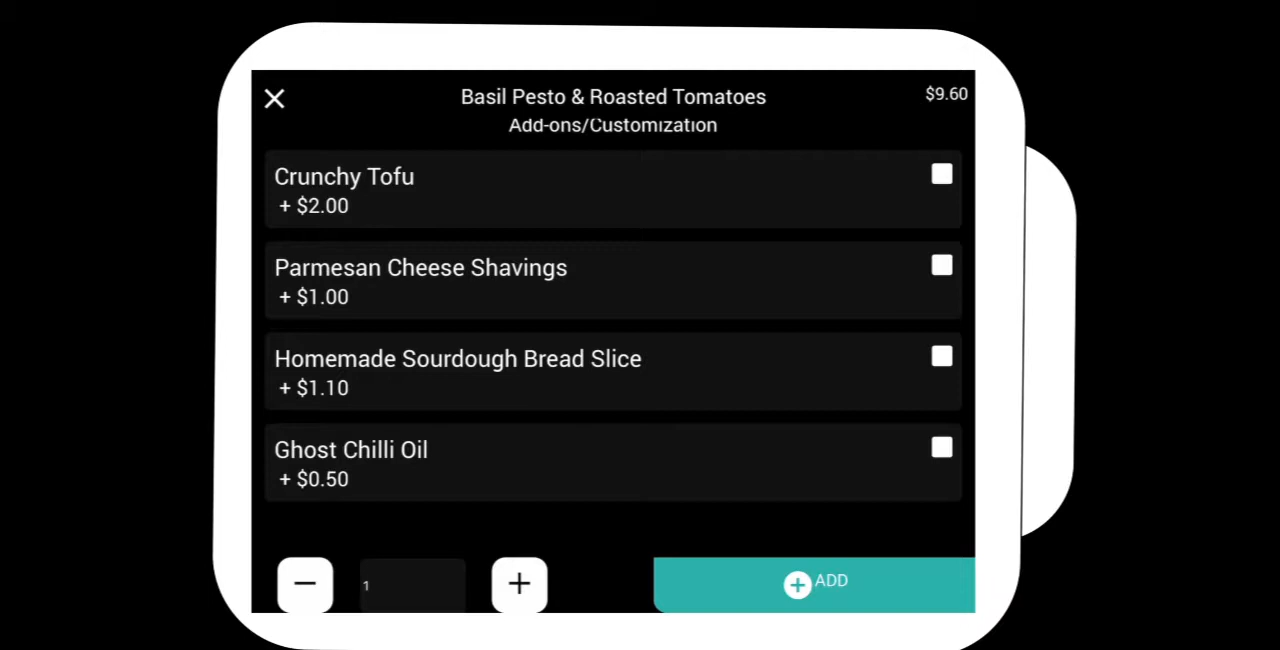 Basil Pesto & Roasted Tomatoes
$9.60
Add-ons/Customization
Crunchy Tofu
+ $2.00
Parmesan Cheese Shavings
+ $1.00
Homemade Sourdough Bread Slice
+ $1.10
Ghost Chilli Oil
+ $0.50
1
ADD